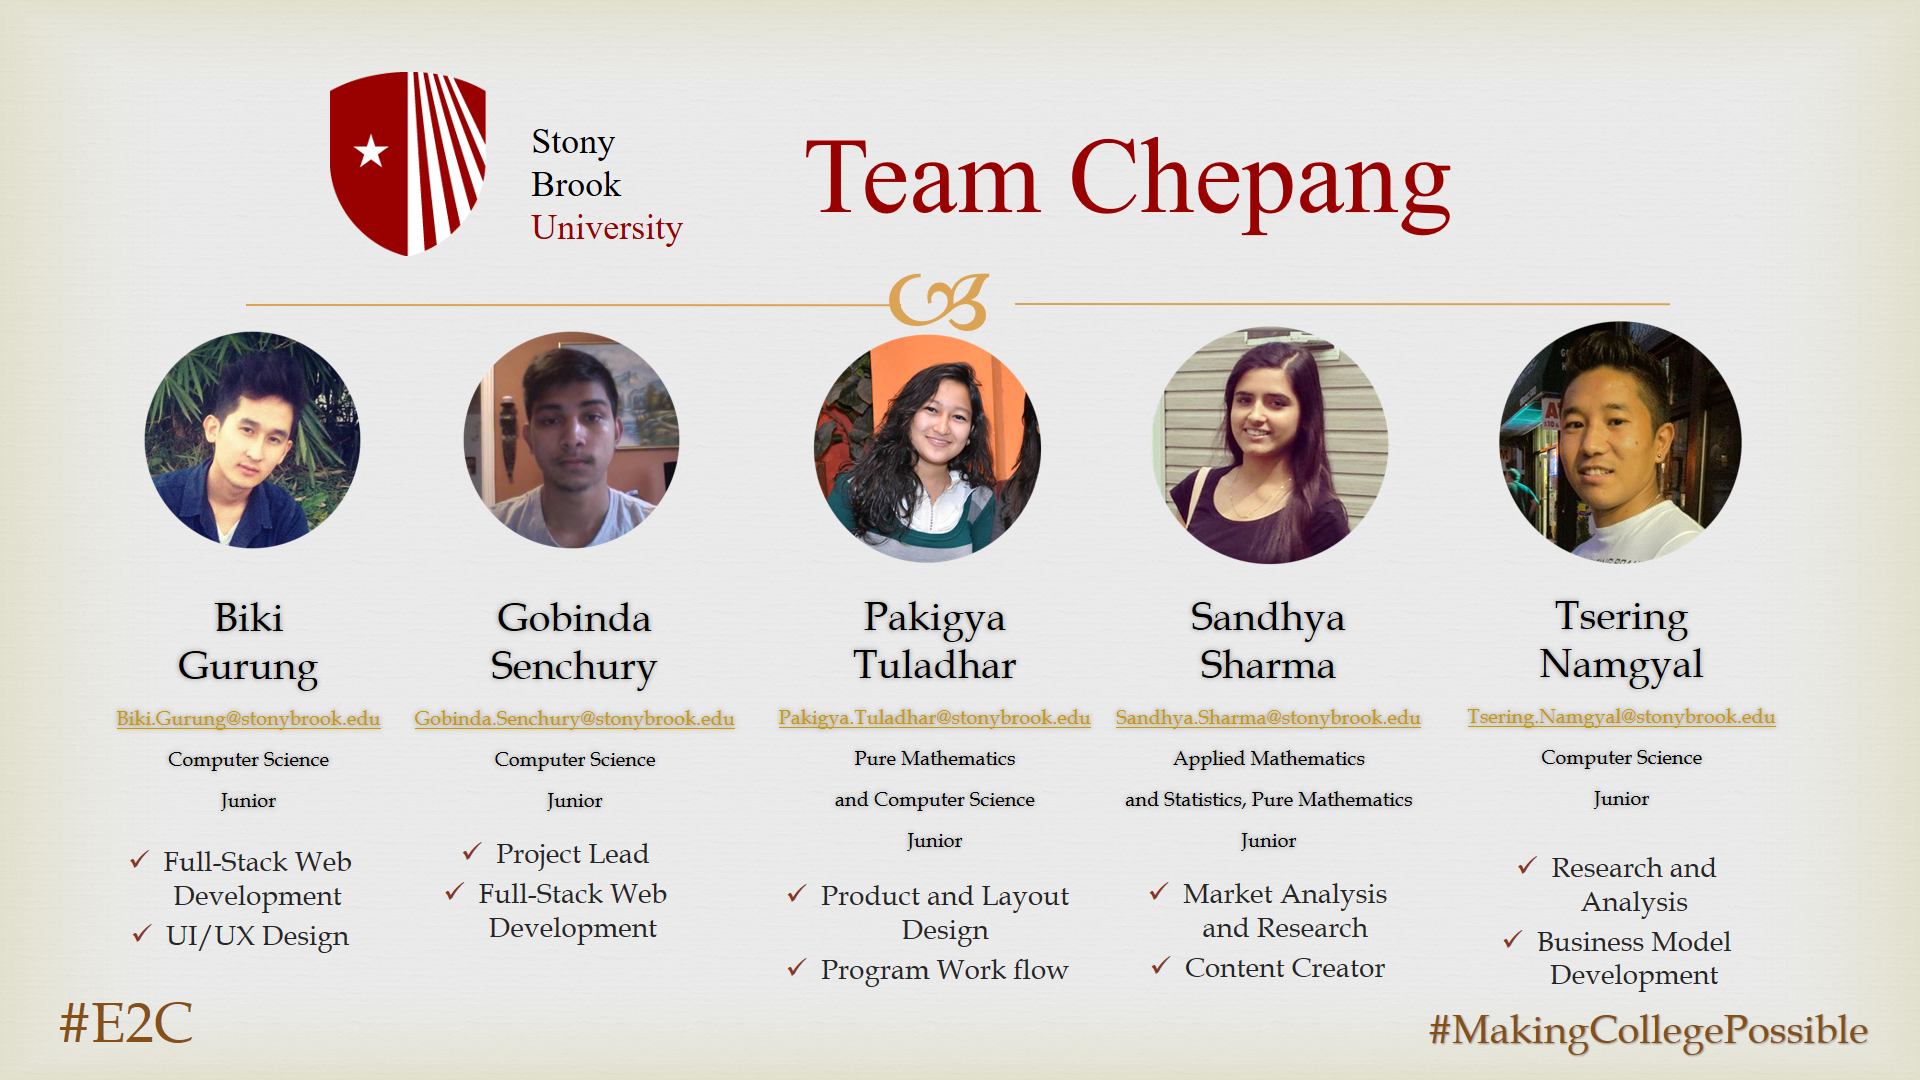 Stony
Brook
University
Team Chepang
Biki
Gurung
Biki.Gurung@stonybrook.edu
Computer Science
Junior
✓ Full-Stack Web
Development
✓ UI/UX Design
Gobinda
Senchury
Gobinda.Senchury@stonybrook.edu
Computer Science
Junior
✓ Project Lead
✓ Full-Stack Web
Development
Pakigya
Tuladhar
Pakigya.Tuladhar@stonybrook.edu
Pure Mathematics
and Computer Science
Junior
✓ Product and Layout
Design
✓ Program Work flow
Sandhya
Sharma
Sandhya.Sharma@stonybrook.edu
Applied Mathematics
and Statistics, Pure Mathematics
Junior
✓ Market Analysis
and Research
✓ Content Creator
Tsering
Namgyal
Tsering.Namgyal@stonybrook.edu
Computer Science
Junior
✓ Research and
Analysis
✓ Business Model
Development
#E2C
#MakingCollegePossible